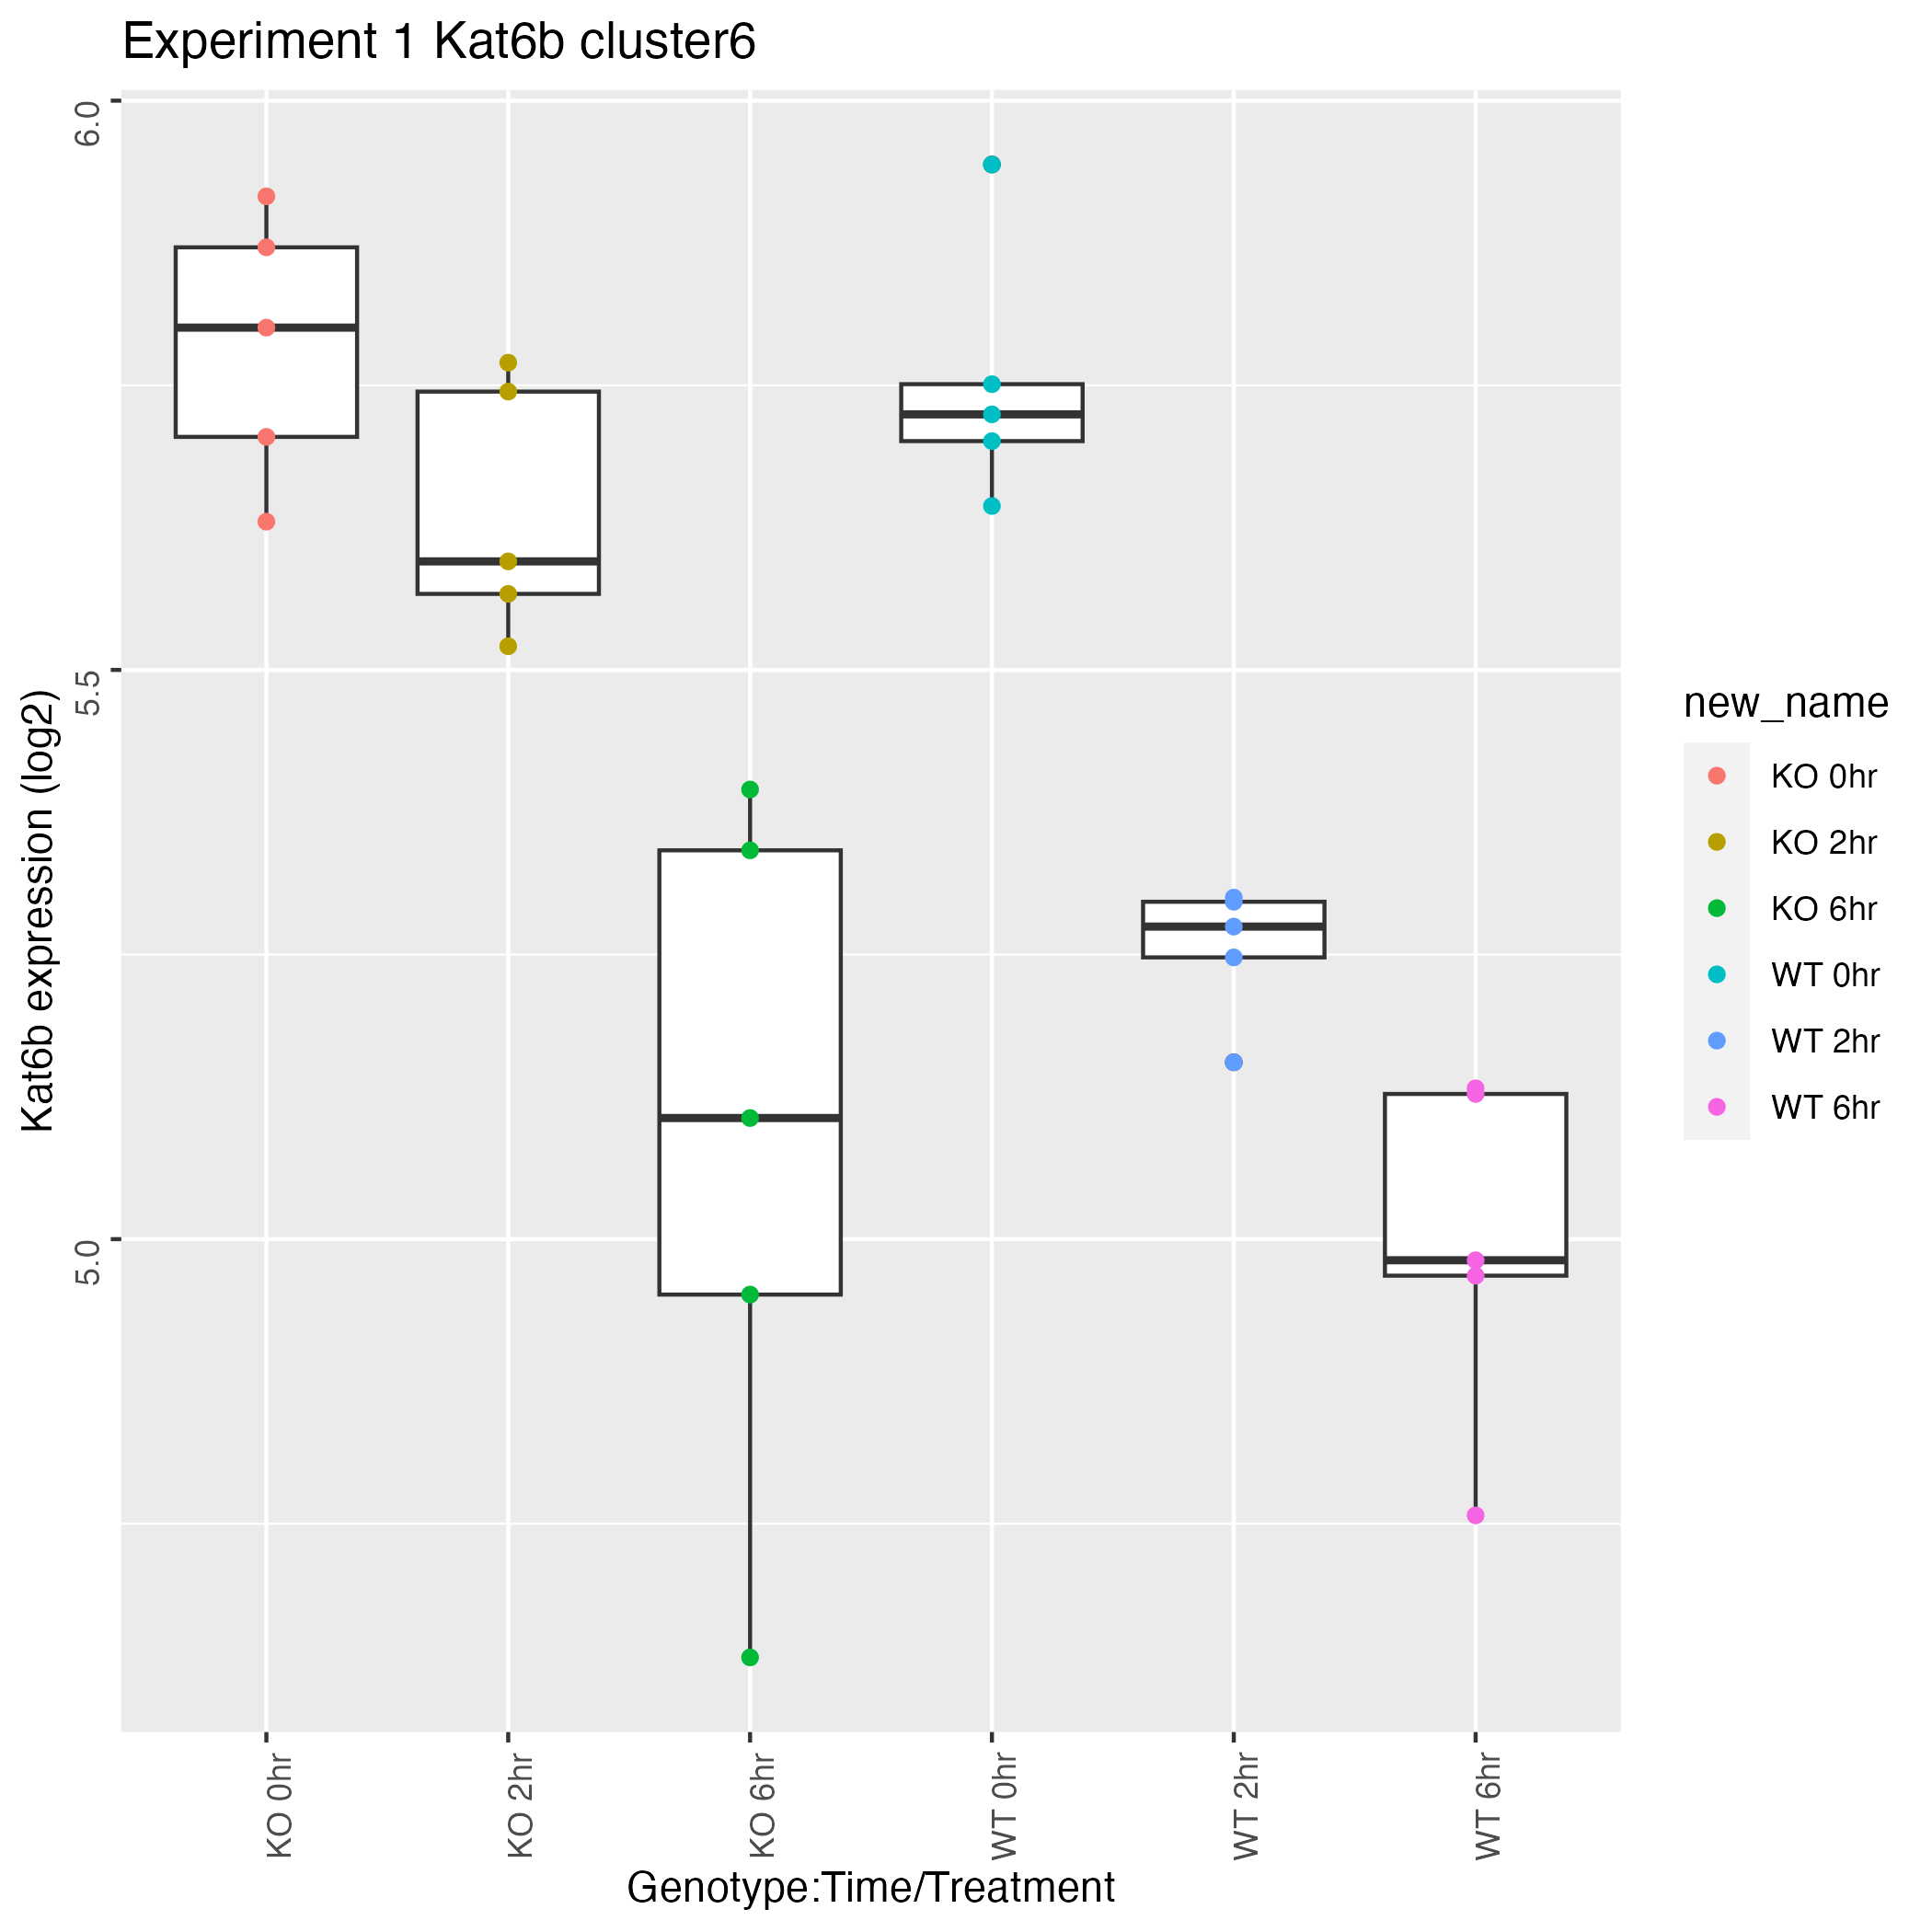 Experiment 1 Kat6b cluster6
Kat6b expression (log2)
6.0
5.5
5.0
KO 0hr
KO 2hr
KO 6hr
WT 0hr
WT 2hr
WT 6hr
Genotype:Time/Treatment
new_name
KO 0hr
KO 2hr
KO 6hr
WT 0hr
WT 2hr
WT 6hr